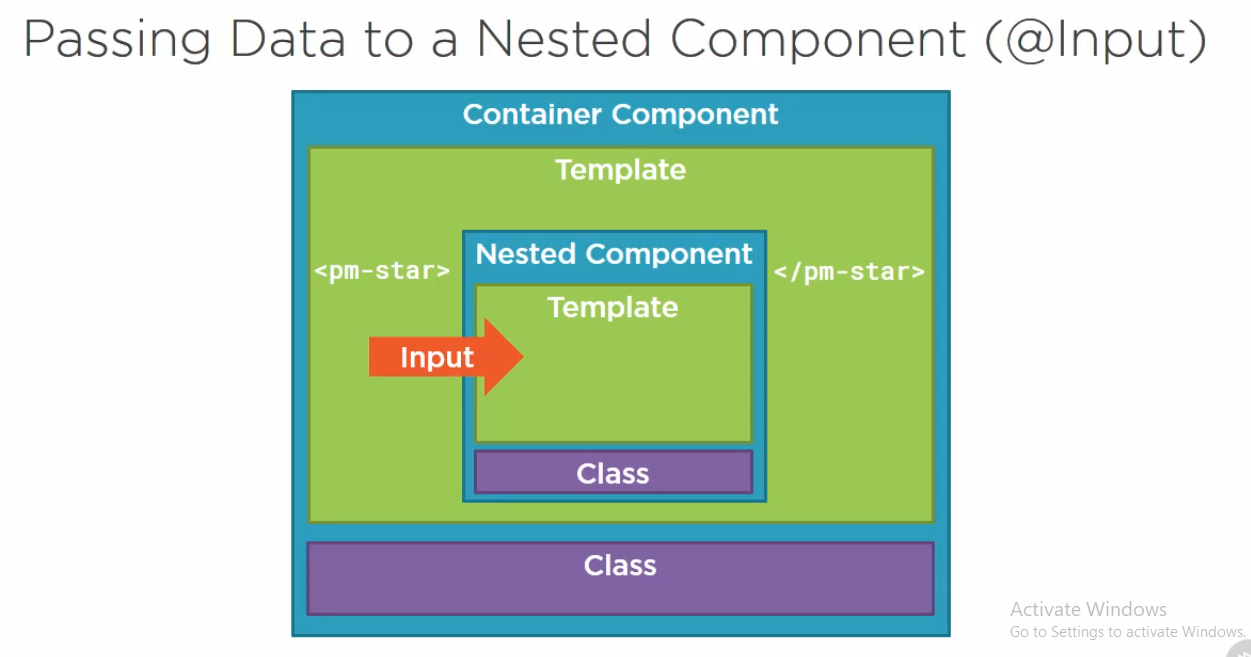 Passing Data to a Nested Component (@Input)
Container Component
Template
Nested Component
<pm-star>
</pm-star>
Template
Input
Class
Class
Activate Windows
Go to Settings to activate Windows.